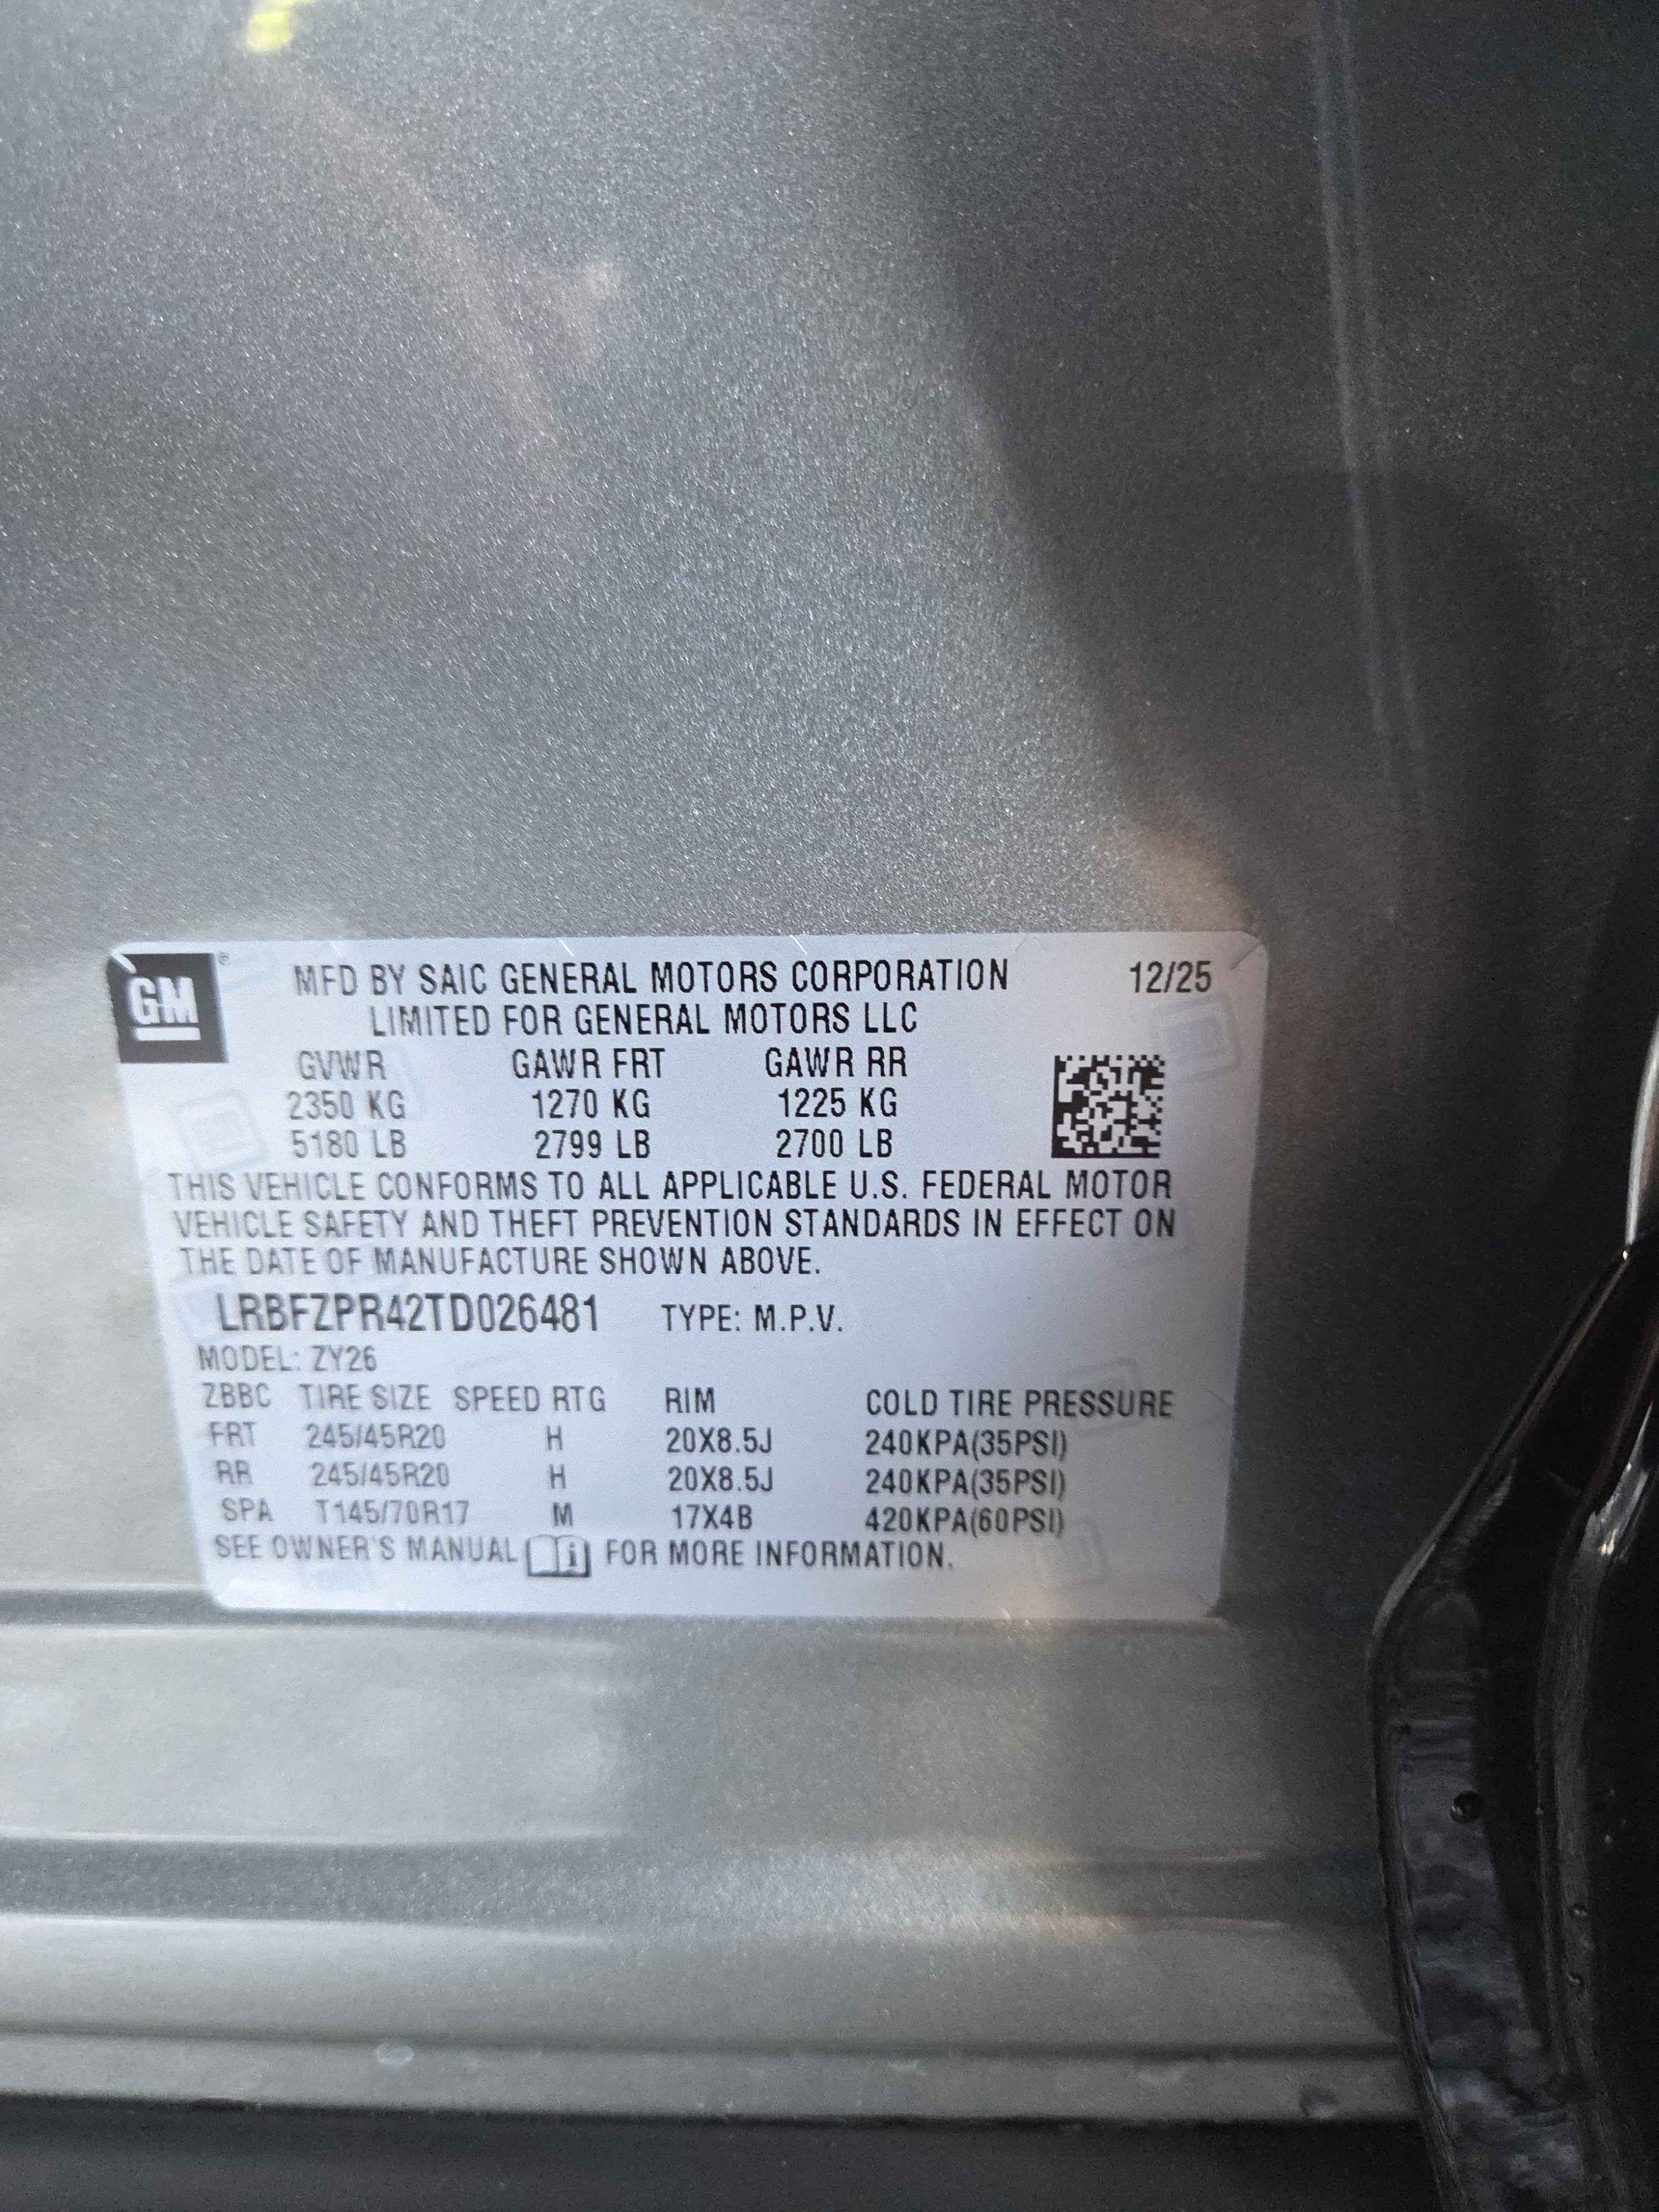 GM ® MFD BY SAIC GENERAL MOTORS CORPORATION 12/25
LIMITED FOR GENERAL MOTORS LLC
GVWR GAWR FRT GAWR RR
2350 KG 1270 KG 1225 KG
5180 LB 2799 LB 2700 LB
THIS VEHICLE CONFORMS TO ALL APPLICABLE U.S. FEDERAL MOTOR
VEHICLE SAFETY AND THEFT PREVENTION STANDARDS IN EFFECT ON
THE DATE OF MANUFACTURE SHOWN ABOVE.
LRBFZPR42TD026481 TYPE: M.P.V.
MODEL: ZY26
ZBBC TIRE SIZE SPEED RTG RIM COLD TIRE PRESSURE
FRT 245/45R20 H 20X8.5J 240KPA(35PSI)
RR 245/45R20 H 20X8.5J 240KPA(35PSI)
SPA T145/70R17 M 17X4B 420KPA(60PSI)
SEE OWNER'S MANUAL i FOR MORE INFORMATION.